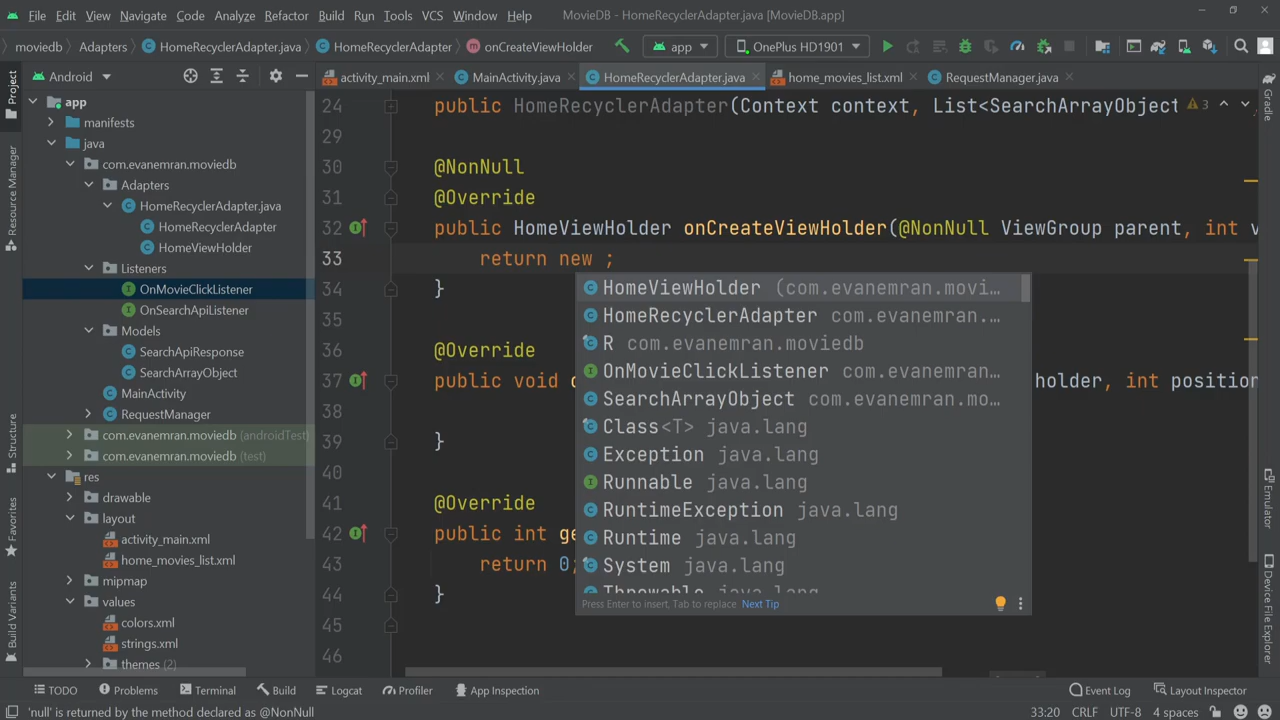 File Edit View Navigate Code Analyze Refactor Build Run Tools VCS Window Help MovieDB - HomeRecyclerAdapter.java [MovieDB.app]
moviedb Adapters HomeRecyclerAdapter.java HomeRecyclerAdapter onCreateViewHolder app OnePlus HD1901
Android
activity_main.xml MainActivity.java HomeRecyclerAdapter.java home_movies_list.xml RequestManager.java
Project
Resource Manager
Structure
Favorites
Build Variants
app
manifests
java
com.evanemran.moviedb
Adapters
HomeRecyclerAdapter.java
HomeRecyclerAdapter
HomeViewHolder
Listeners
OnMovieClickListener
OnSearchApiListener
Models
SearchApiResponse
SearchArrayObject
MainActivity
RequestManager
com.evanemran.moviedb (androidTest)
com.evanemran.moviedb (test)
res
drawable
layout
activity_main.xml
home_movies_list.xml
mipmap
values
colors.xml
strings.xml
themes (2)
24 public HomeRecyclerAdapter(Context context, List<SearchArrayObject 3
29
30 @NonNull
31 @Override
32 public HomeViewHolder onCreateViewHolder(@NonNull ViewGroup parent, int v
33 return new ;
34 }
35
36 @Override
37 public void o holder, int position
38
39 }
40
41 @Override
42 public int ge
43 return 0;
44 }
45
46
HomeViewHolder (com.evanemran.movi…
HomeRecyclerAdapter com.evanemran.…
R com.evanemran.moviedb
OnMovieClickListener com.evanemran.…
SearchArrayObject com.evanemran.mo…
Class<T> java.lang
Exception java.lang
Runnable java.lang
RuntimeException java.lang
Runtime java.lang
System java.lang
Throwable java.lang
Press Enter to insert, Tab to replace Next Tip
Gradle
Emulator
Device File Explorer
TODO Problems Terminal Build Logcat Profiler App Inspection Event Log Layout Inspector
'null' is returned by the method declared as @NonNull 33:20 CRLF UTF-8 4 spaces